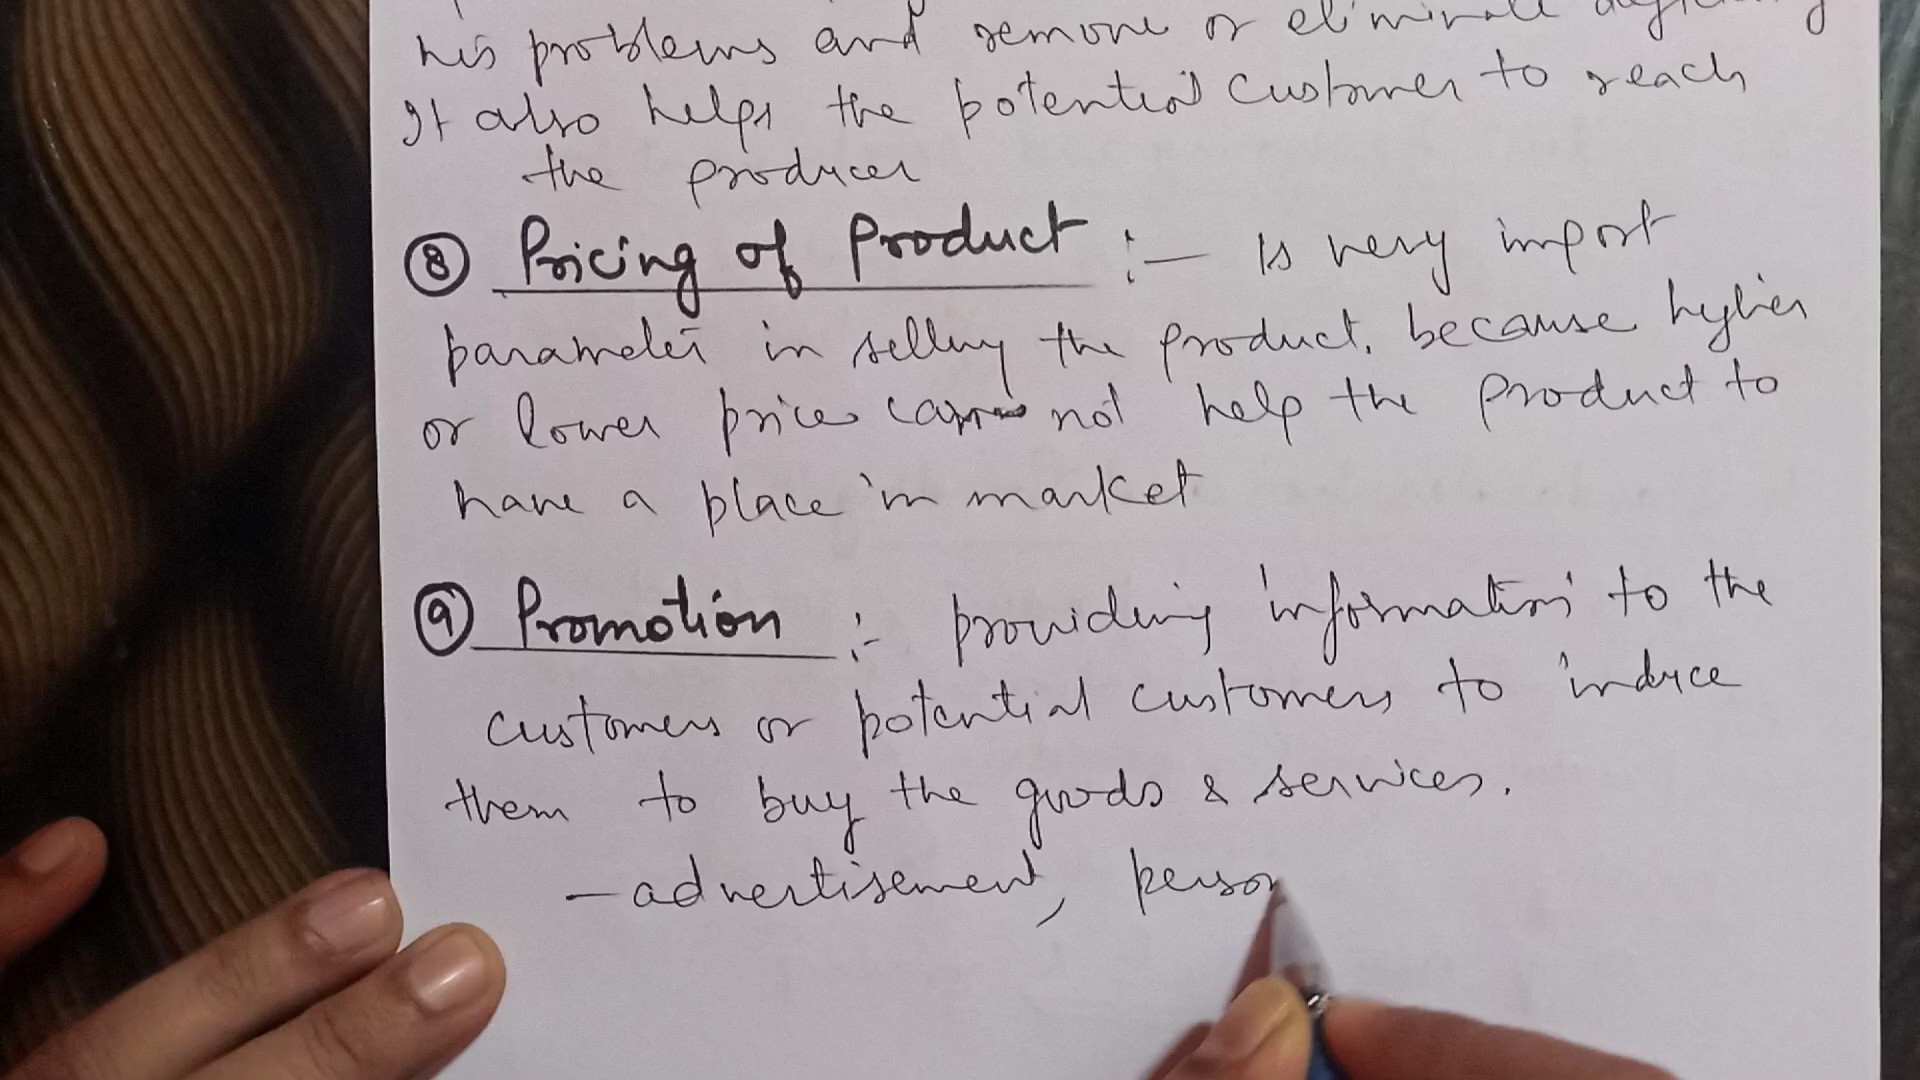 his problems and remove or eliminate
It also helps the potential customer to reach
the producer
⑧ Pricing of Product :- is very import
parameter in selling the product. because higher
or lower price can not help the product to
have a place in market
⑨ Promotion :- providing information to the
customers or potential customers to induce
them to buy the goods & services.
- advertisement, person